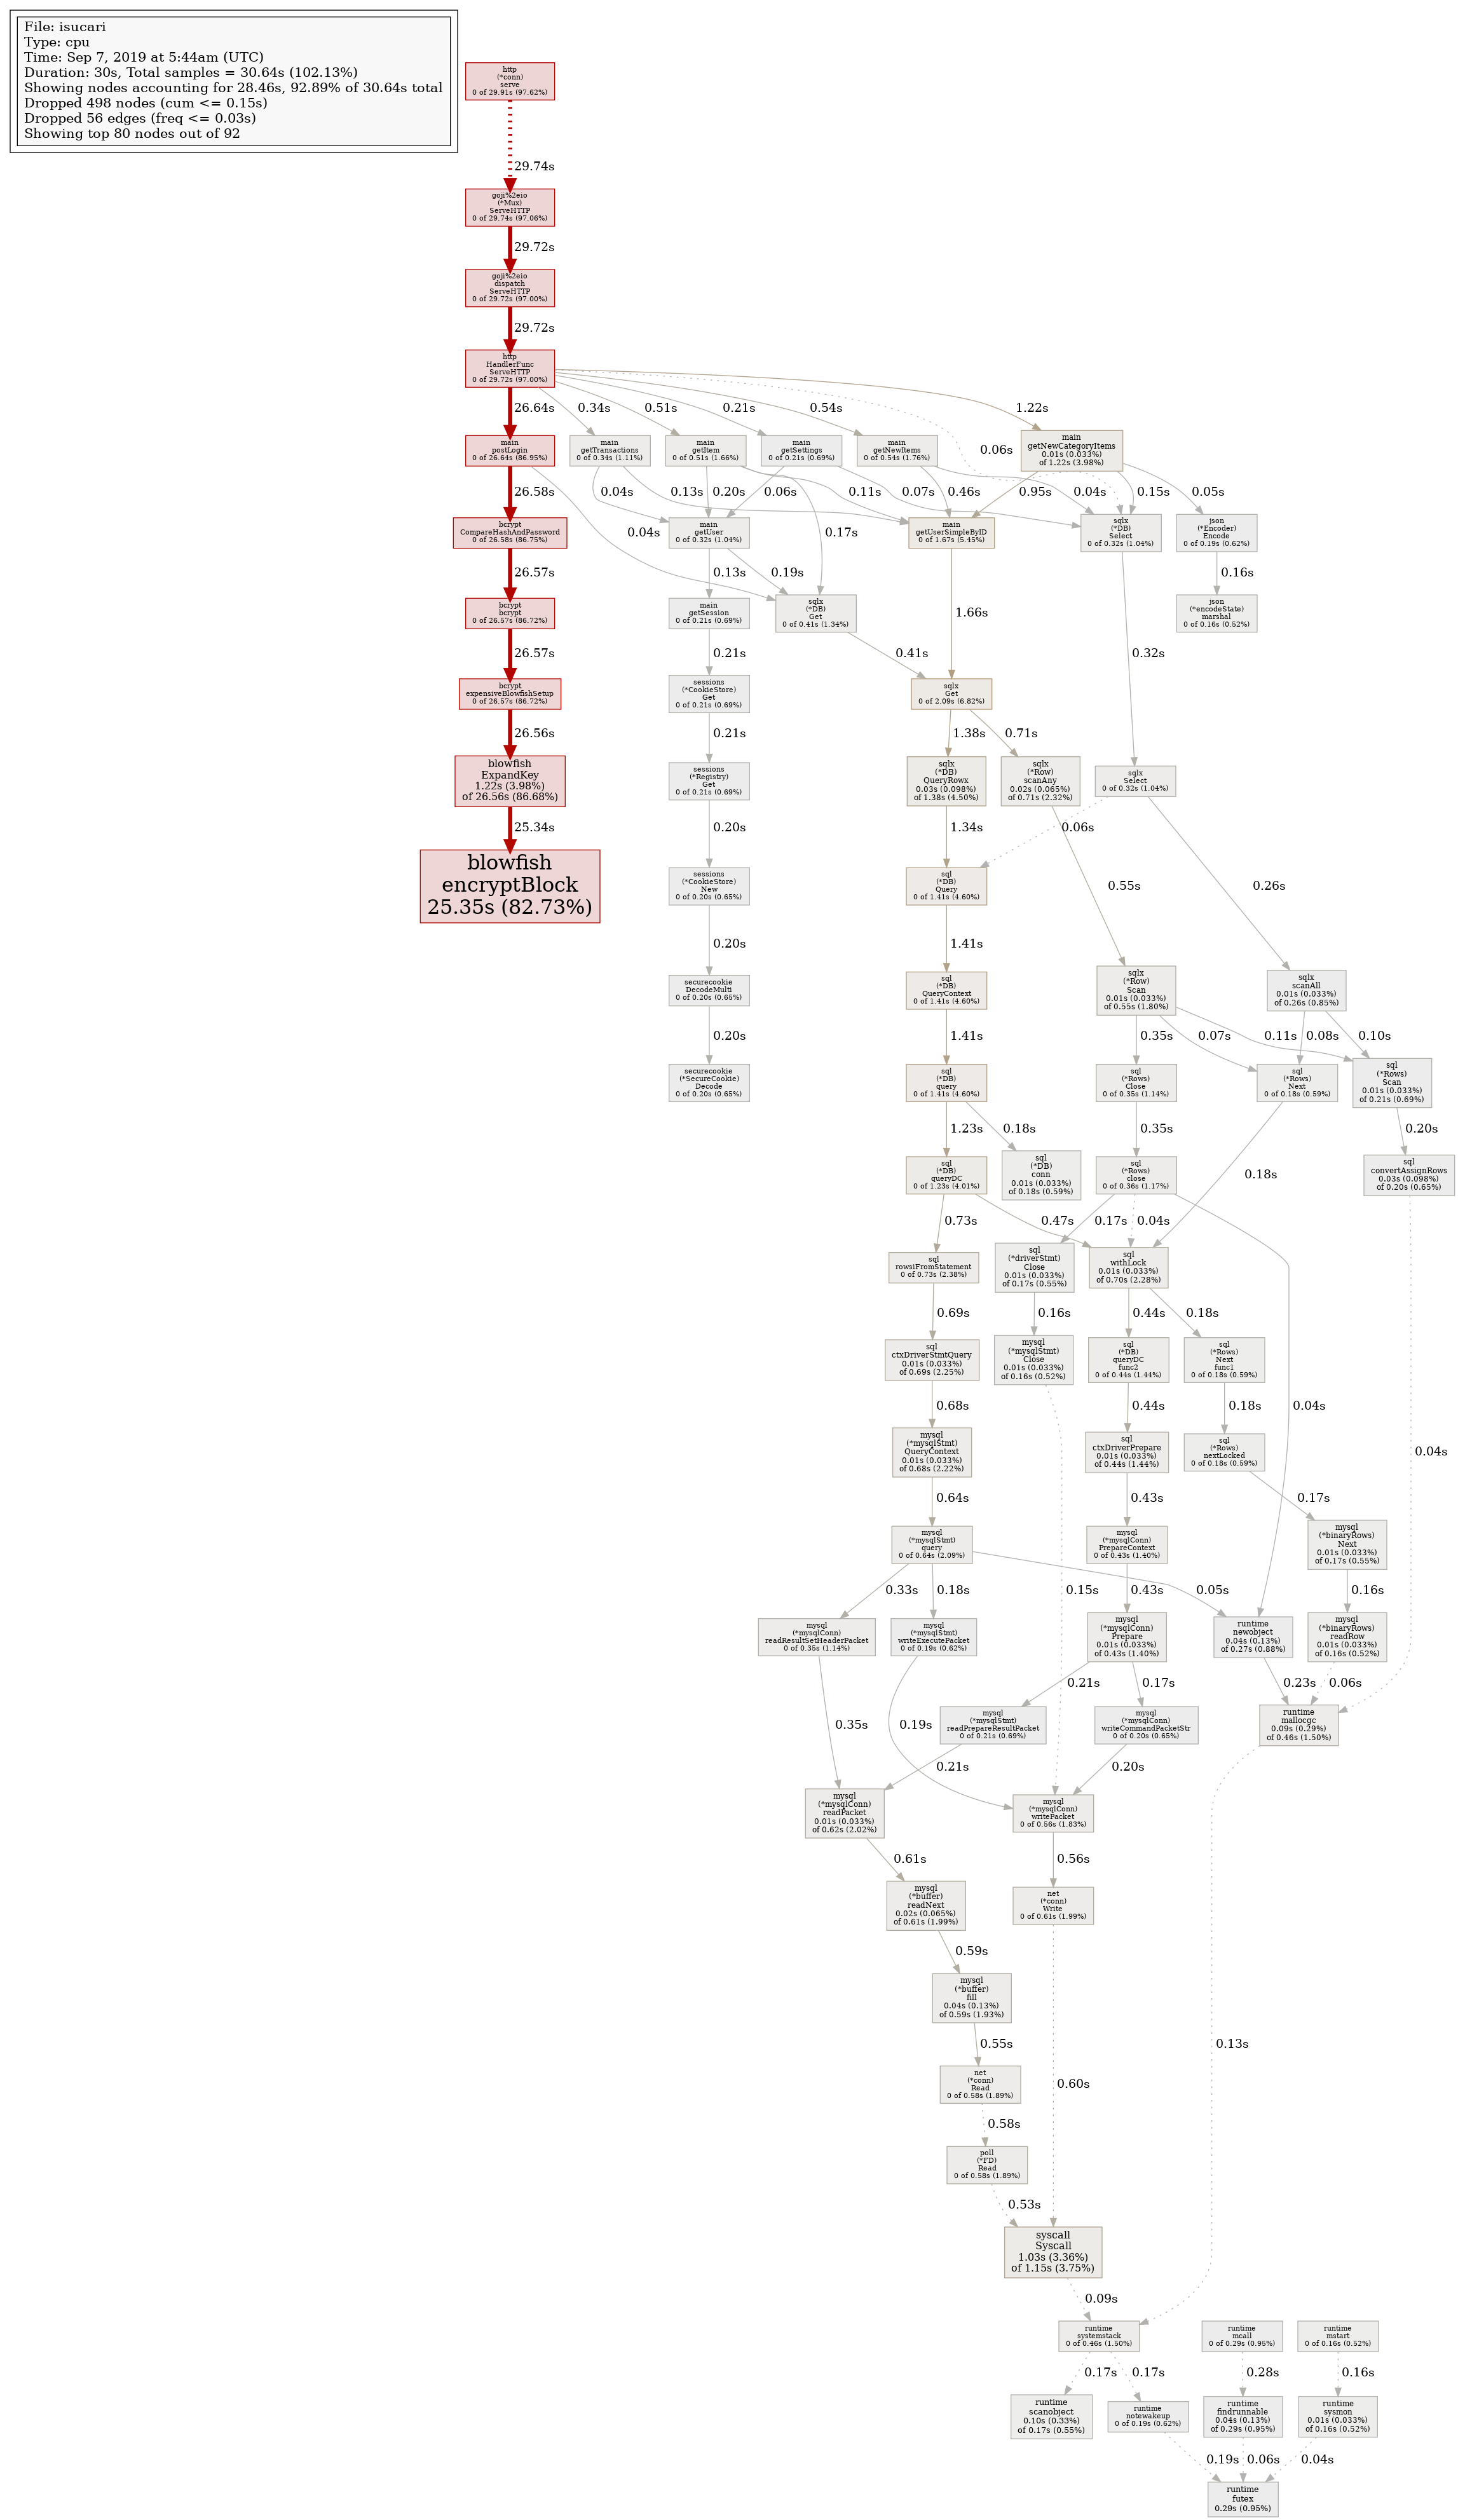 File: isucari
Type: cpu
Time: Sep 7, 2019 at 5:44am (UTC)
Duration: 30s, Total samples = 30.64s (102.13%)
Showing nodes accounting for 28.46s, 92.89% of 30.64s total
Dropped 498 nodes (cum <= 0.15s)
Dropped 56 edges (freq <= 0.03s)
Showing top 80 nodes out of 92
http
(*conn)
serve
0 of 29.91s (97.62%)
29.74s
goji%2eio
(*Mux)
ServeHTTP
0 of 29.74s (97.06%)
29.72s
goji%2eio
dispatch
ServeHTTP
0 of 29.72s (97.00%)
29.72s
http
HandlerFunc
ServeHTTP
0 of 29.72s (97.00%)
26.64s
0.34s
0.51s
0.21s
0.54s
0.06s
1.22s
main
postLogin
0 of 26.64s (86.95%)
main
getTransactions
0 of 0.34s (1.11%)
main
getItem
0 of 0.51s (1.66%)
main
getSettings
0 of 0.21s (0.69%)
main
getNewItems
0 of 0.54s (1.76%)
main
getNewCategoryItems
0.01s (0.033%)
of 1.22s (3.98%)
26.58s
0.04s
0.04s
0.13s
0.20s
0.11s
0.17s
0.06s
0.07s
0.46s
0.04s
0.95s
0.15s
0.05s
bcrypt
CompareHashAndPassword
0 of 26.58s (86.75%)
main
getUser
0 of 0.32s (1.04%)
main
getUserSimpleByID
0 of 1.67s (5.45%)
sqlx
(*DB)
Select
0 of 0.32s (1.04%)
json
(*Encoder)
Encode
0 of 0.19s (0.62%)
26.57s
0.13s
0.19s
1.66s
0.32s
0.16s
bcrypt
bcrypt
0 of 26.57s (86.72%)
main
getSession
0 of 0.21s (0.69%)
sqlx
(*DB)
Get
0 of 0.41s (1.34%)
json
(*encodeState)
marshal
0 of 0.16s (0.52%)
26.57s
0.21s
0.41s
bcrypt
expensiveBlowfishSetup
0 of 26.57s (86.72%)
sessions
(*CookieStore)
Get
0 of 0.21s (0.69%)
sqlx
Get
0 of 2.09s (6.82%)
26.56s
0.21s
1.38s
0.71s
blowfish
ExpandKey
1.22s (3.98%)
of 26.56s (86.68%)
sessions
(*Registry)
Get
0 of 0.21s (0.69%)
sqlx
(*DB)
QueryRowx
0.03s (0.098%)
of 1.38s (4.50%)
sqlx
(*Row)
scanAny
0.02s (0.065%)
of 0.71s (2.32%)
sqlx
Select
0 of 0.32s (1.04%)
25.34s
0.20s
1.34s
0.55s
0.06s
0.26s
blowfish
encryptBlock
25.35s (82.73%)
sessions
(*CookieStore)
New
0 of 0.20s (0.65%)
sql
(*DB)
Query
0 of 1.41s (4.60%)
0.20s
1.41s
securecookie
DecodeMulti
0 of 0.20s (0.65%)
sql
(*DB)
QueryContext
0 of 1.41s (4.60%)
sqlx
(*Row)
Scan
0.01s (0.033%)
of 0.55s (1.80%)
sqlx
scanAll
0.01s (0.033%)
of 0.26s (0.85%)
0.20s
1.41s
0.35s
0.07s
0.11s
0.08s
0.10s
securecookie
(*SecureCookie)
Decode
0 of 0.20s (0.65%)
sql
(*DB)
query
0 of 1.41s (4.60%)
sql
(*Rows)
Close
0 of 0.35s (1.14%)
sql
(*Rows)
Next
0 of 0.18s (0.59%)
sql
(*Rows)
Scan
0.01s (0.033%)
of 0.21s (0.69%)
1.23s
0.18s
0.35s
0.18s
0.20s
sql
(*DB)
queryDC
0 of 1.23s (4.01%)
sql
(*DB)
conn
0.01s (0.033%)
of 0.18s (0.59%)
sql
(*Rows)
close
0 of 0.36s (1.17%)
sql
convertAssignRows
0.03s (0.098%)
of 0.20s (0.65%)
0.73s
0.47s
0.17s
0.04s
0.04s
0.04s
sql
rowsiFromStatement
0 of 0.73s (2.38%)
sql
(*driverStmt)
Close
0.01s (0.033%)
of 0.17s (0.55%)
sql
withLock
0.01s (0.033%)
of 0.70s (2.28%)
0.69s
0.16s
0.44s
0.18s
sql
ctxDriverStmtQuery
0.01s (0.033%)
of 0.69s (2.25%)
mysql
(*mysqlStmt)
Close
0.01s (0.033%)
of 0.16s (0.52%)
sql
(*DB)
queryDC
func2
0 of 0.44s (1.44%)
sql
(*Rows)
Next
func1
0 of 0.18s (0.59%)
0.68s
0.15s
0.44s
0.18s
mysql
(*mysqlStmt)
QueryContext
0.01s (0.033%)
of 0.68s (2.22%)
sql
ctxDriverPrepare
0.01s (0.033%)
of 0.44s (1.44%)
sql
(*Rows)
nextLocked
0 of 0.18s (0.59%)
0.64s
0.43s
0.17s
mysql
(*mysqlStmt)
query
0 of 0.64s (2.09%)
mysql
(*mysqlConn)
PrepareContext
0 of 0.43s (1.40%)
mysql
(*binaryRows)
Next
0.01s (0.033%)
of 0.17s (0.55%)
0.33s
0.18s
0.05s
0.43s
0.16s
mysql
(*mysqlConn)
readResultSetHeaderPacket
0 of 0.35s (1.14%)
mysql
(*mysqlStmt)
writeExecutePacket
0 of 0.19s (0.62%)
mysql
(*mysqlConn)
Prepare
0.01s (0.033%)
of 0.43s (1.40%)
runtime
newobject
0.04s (0.13%)
of 0.27s (0.88%)
mysql
(*binaryRows)
readRow
0.01s (0.033%)
of 0.16s (0.52%)
0.35s
0.19s
0.21s
0.17s
0.23s
0.06s
mysql
(*mysqlStmt)
readPrepareResultPacket
0 of 0.21s (0.69%)
mysql
(*mysqlConn)
writeCommandPacketStr
0 of 0.20s (0.65%)
runtime
mallocgc
0.09s (0.29%)
of 0.46s (1.50%)
0.21s
0.20s
0.13s
mysql
(*mysqlConn)
readPacket
0.01s (0.033%)
of 0.62s (2.02%)
mysql
(*mysqlConn)
writePacket
0 of 0.56s (1.83%)
0.61s
0.56s
mysql
(*buffer)
readNext
0.02s (0.065%)
of 0.61s (1.99%)
net
(*conn)
Write
0 of 0.61s (1.99%)
0.59s
0.60s
mysql
(*buffer)
fill
0.04s (0.13%)
of 0.59s (1.93%)
0.55s
net
(*conn)
Read
0 of 0.58s (1.89%)
0.58s
poll
(*FD)
Read
0 of 0.58s (1.89%)
0.53s
syscall
Syscall
1.03s (3.36%)
of 1.15s (3.75%)
0.09s
runtime
systemstack
0 of 0.46s (1.50%)
runtime
mcall
0 of 0.29s (0.95%)
runtime
mstart
0 of 0.16s (0.52%)
0.17s
0.17s
0.28s
0.16s
runtime
scanobject
0.10s (0.33%)
of 0.17s (0.55%)
runtime
notewakeup
0 of 0.19s (0.62%)
runtime
findrunnable
0.04s (0.13%)
of 0.29s (0.95%)
runtime
sysmon
0.01s (0.033%)
of 0.16s (0.52%)
0.19s
0.06s
0.04s
runtime
futex
0.29s (0.95%)